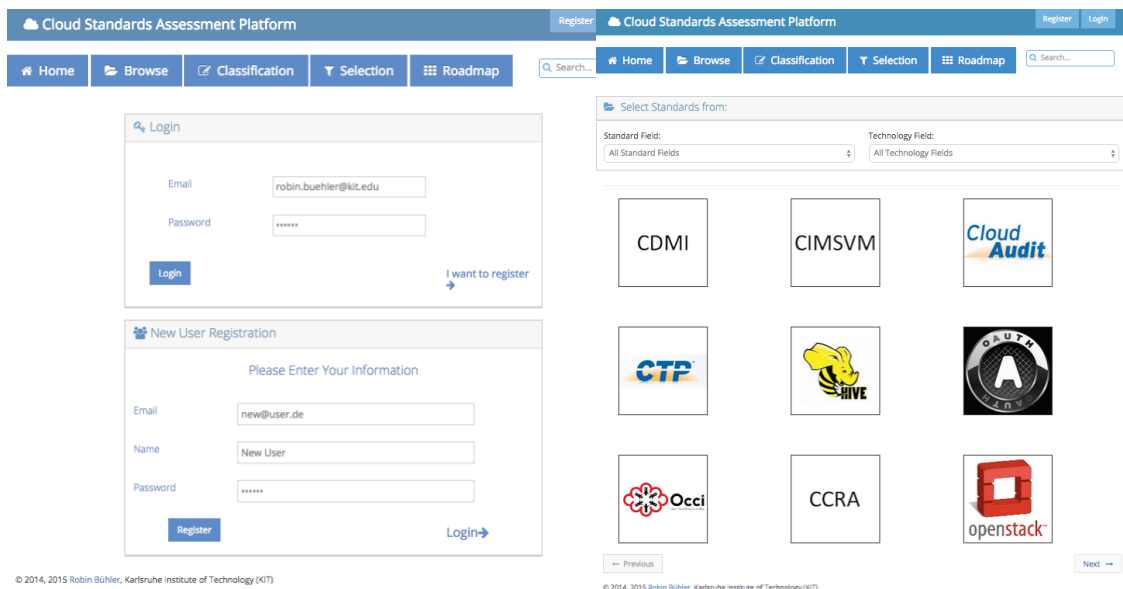 Cloud Standards Assessment Platform
Register
Home
Browse
Classification
Selection
Roadmap
Search...
Login
Email
robin.buehler@kit.edu
Password
******
Login
I want to register
New User Registration
Please Enter Your Information
Email
new@user.de
Name
New User
Password
******
Register
Login
© 2014, 2015 Robin Bühler, Karlsruhe Institute of Technology (KIT)
Cloud Standards Assessment Platform
Register
Login
Home
Browse
Classification
Selection
Roadmap
Search...
Select Standards from:
Standard Field:
Technology Field:
All Standard Fields
All Technology Fields
CDMI
CIMSVM
Cloud
Audit
CTP
HIVE
OAUTH
A
OAUTH
Occi
CCRA
openstack
← Previous
Next →
© 2014, 2015 Robin Bühler, Karlsruhe Institute of Technology (KIT)